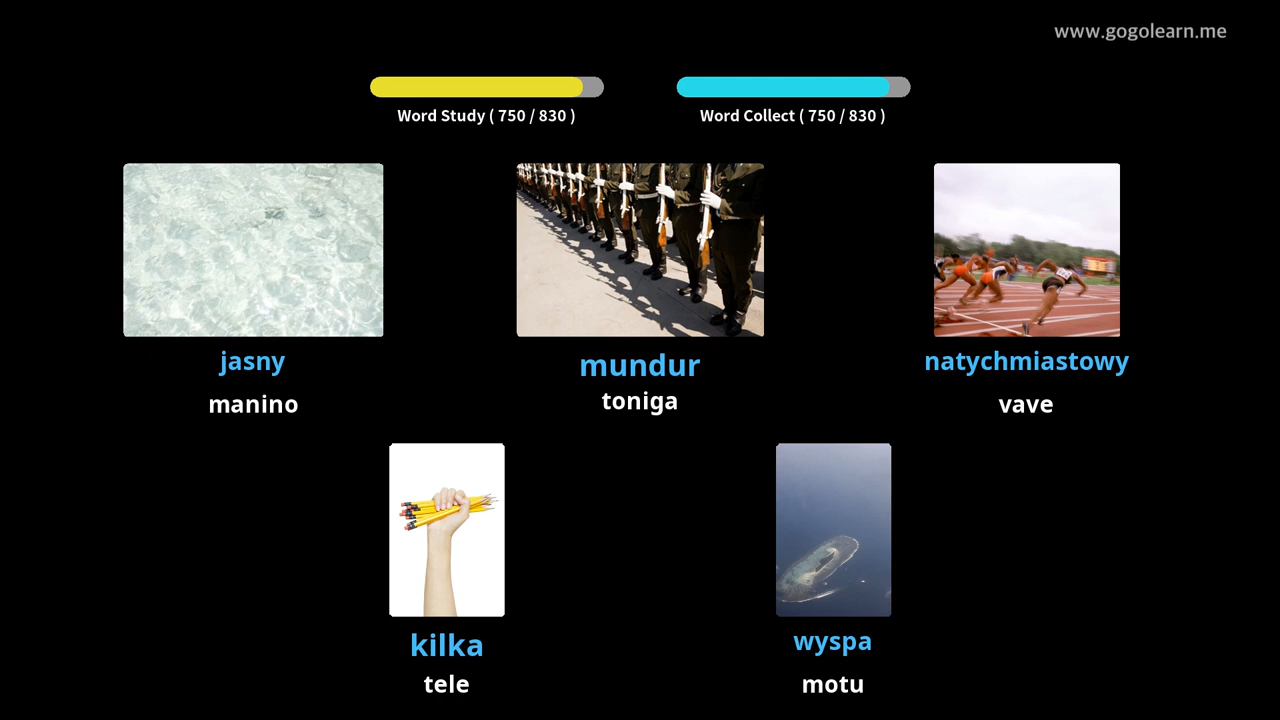 www.gogolearn.me
Word Study ( 750 / 830 )
Word Collect ( 750 / 830 )
jasny
manino
mundur
toniga
natychmiastowy
vave
kilka
tele
wyspa
motu